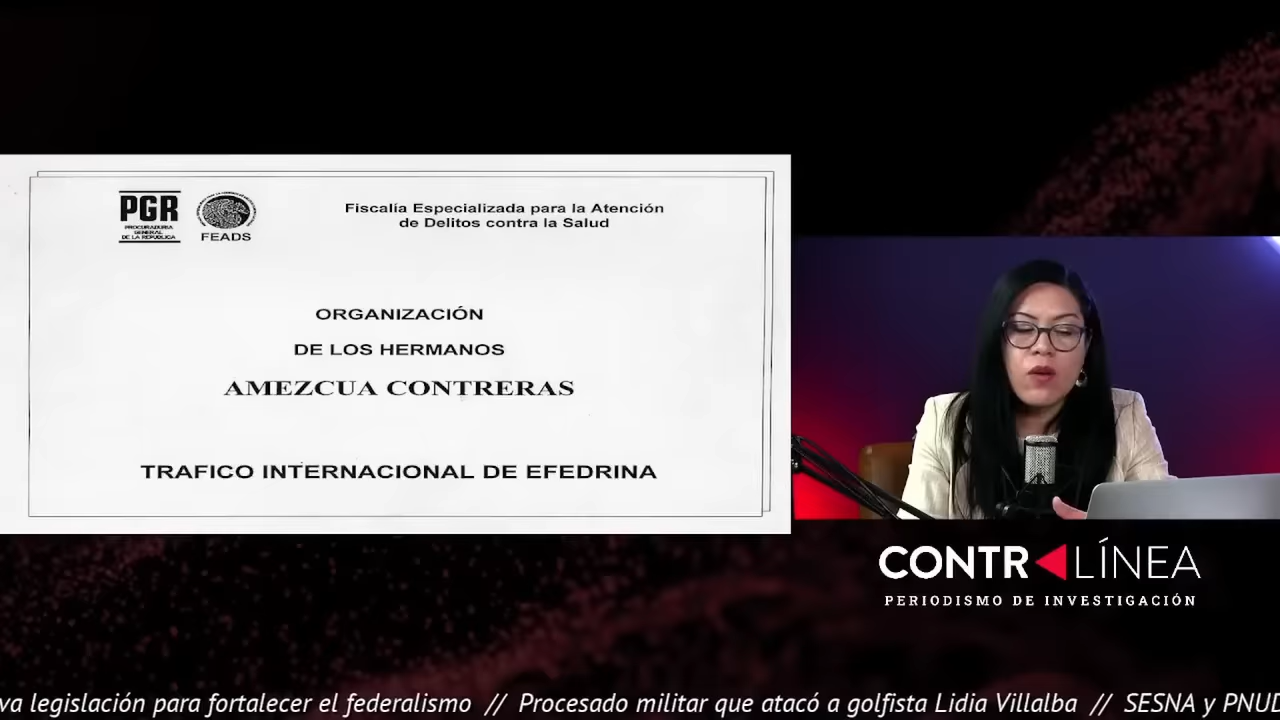 PGR
PROCURADURIA
GENERAL
DE LA REPUBLICA
FEADS
Fiscalía Especializada para la Atención
de Delitos contra la Salud
ORGANIZACIÓN
DE LOS HERMANOS
AMEZCUA CONTRERAS
TRAFICO INTERNACIONAL DE EFEDRINA
CONTR LÍNEA
PERIODISMO DE INVESTIGACIÓN
va legislación para fortalecer el federalismo // Procesado militar que atacó a golfista Lidia Villalba // SESNA y PNUD